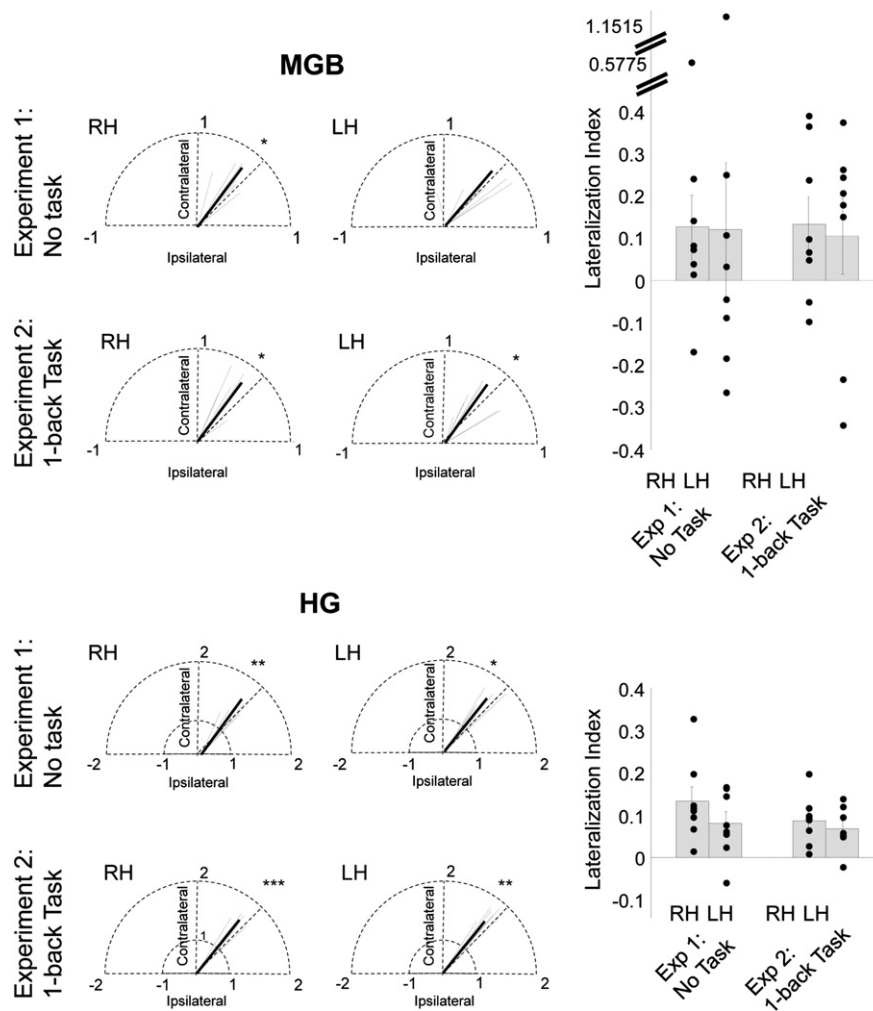 MGB
Experiment 1:
No task
RH
1
*
Contralateral
-1
1
Ipsilateral
LH
1
Contralateral
-1
1
Ipsilateral
Experiment 2:
1-back Task
RH
1
*
Contralateral
-1
1
Ipsilateral
LH
1
*
Contralateral
-1
1
Ipsilateral
Lateralization Index
1.1515
0.5775
0.4
0.3
0.2
0.1
0
-0.1
-0.2
-0.3
-0.4
RH LH RH LH
Exp 1:
No Task
Exp 2:
1-back Task
HG
Experiment 1:
No task
RH
2
**
Contralateral
-2 -1 1 2
Ipsilateral
LH
2
*
Contralateral
-2 -1 1 2
Ipsilateral
Experiment 2:
1-back Task
RH
2
***
Contralateral
1
-2 -1 1 2
Ipsilateral
LH
2
**
Contralateral
-2 -1 1 2
Ipsilateral
Lateralization Index
0.4
0.3
0.2
0.1
0
-0.1
RH LH RH LH
Exp 1:
No Task
Exp 2:
1-back Task